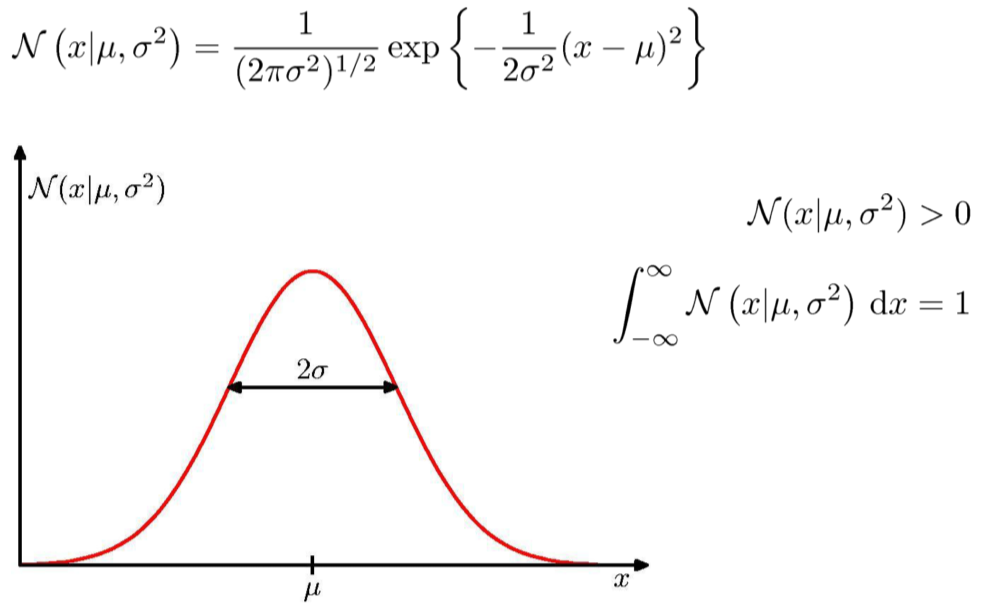 𝒩(x|μ, σ²) = 1/(2πσ²)^{1/2} exp{−1/(2σ²)(x − μ)²}
𝒩(x|μ, σ²)
𝒩(x|μ, σ²) > 0
∫_{−∞}^{∞} 𝒩(x|μ, σ²) dx = 1
2σ
x
μ